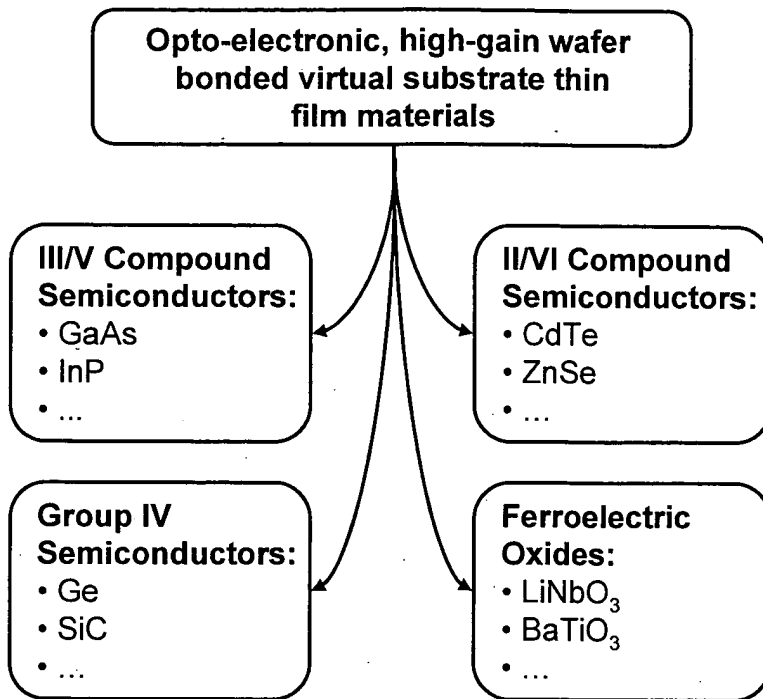 Opto-electronic, high-gain wafer
bonded virtual substrate thin
film materials
III/V Compound
Semiconductors:
• GaAs
• InP
• ...
II/VI Compound
Semiconductors:
• CdTe
• ZnSe
• ...
Group IV
Semiconductors:
• Ge
• SiC
• ...
Ferroelectric
Oxides:
• LiNbO₃
• BaTiO₃
• ...